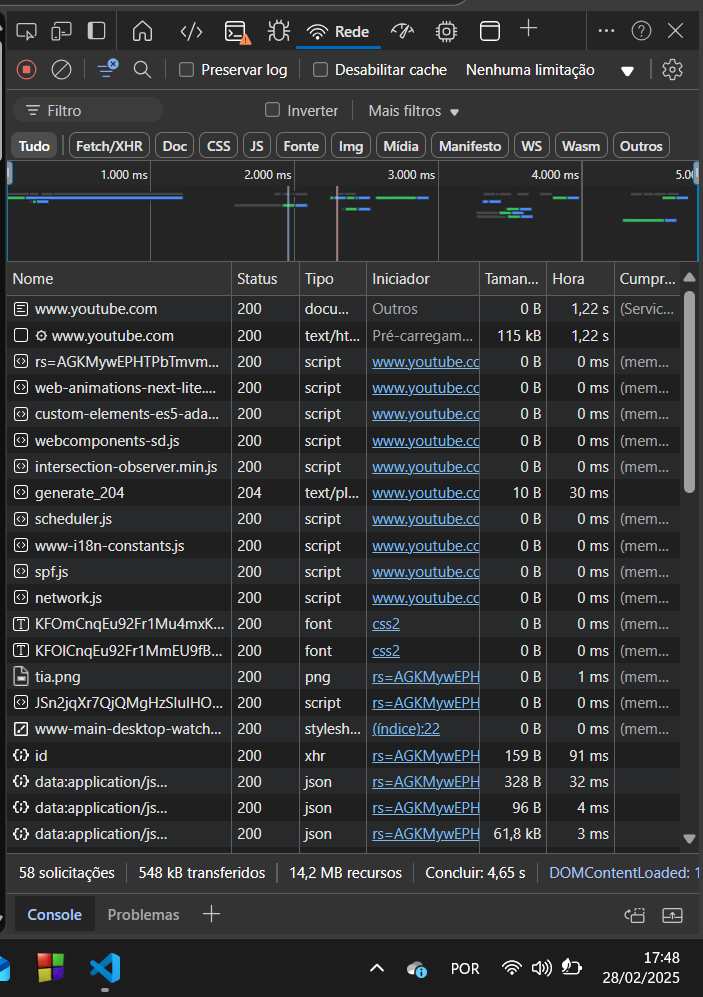 Rede
Preservar log Desabilitar cache Nenhuma limitação
Filtro Inverter Mais filtros
Tudo Fetch/XHR Doc CSS JS Fonte Img Mídia Manifesto WS Wasm Outros
1.000 ms 2.000 ms 3.000 ms 4.000 ms 5.0
Nome Status Tipo Iniciador Taman... Hora Cumpr...
www.youtube.com 200 docu... Outros 0 B 1,22 s (Servic...
www.youtube.com 200 text/ht... Pré-carregam... 115 kB 1,22 s
rs=AGKMywEPHTPbTmvm... 200 script www.youtube.co 0 B 0 ms (mem...
web-animations-next-lite.... 200 script www.youtube.co 0 B 0 ms (mem...
custom-elements-es5-ada... 200 script www.youtube.co 0 B 0 ms (mem...
webcomponents-sd.js 200 script www.youtube.co 0 B 0 ms (mem...
intersection-observer.min.js 200 script www.youtube.co 0 B 0 ms (mem...
generate_204 204 text/pl... www.youtube.co 10 B 30 ms
scheduler.js 200 script www.youtube.co 0 B 0 ms (mem...
www-i18n-constants.js 200 script www.youtube.co 0 B 0 ms (mem...
spf.js 200 script www.youtube.co 0 B 0 ms (mem...
network.js 200 script www.youtube.co 0 B 0 ms (mem...
KFOmCnqEu92Fr1Mu4mxK... 200 font css2 0 B 0 ms (mem...
KFOlCnqEu92Fr1MmEU9fB... 200 font css2 0 B 0 ms (mem...
tia.png 200 png rs=AGKMywEPH 0 B 1 ms (mem...
JSn2jqXr7QjQMgHzSluIHO... 200 script rs=AGKMywEPH 0 B 0 ms (mem...
www-main-desktop-watch... 200 stylesh... (índice):22 0 B 0 ms (mem...
id 200 xhr rs=AGKMywEPH 159 B 91 ms
data:application/js... 200 json rs=AGKMywEPH 328 B 32 ms
data:application/js... 200 json rs=AGKMywEPH 96 B 4 ms
data:application/js... 200 json rs=AGKMywEPH 61,8 kB 3 ms
58 solicitações 548 kB transferidos 14,2 MB recursos Concluir: 4,65 s DOMContentLoaded: 1
Console Problemas
POR 17:48
28/02/2025